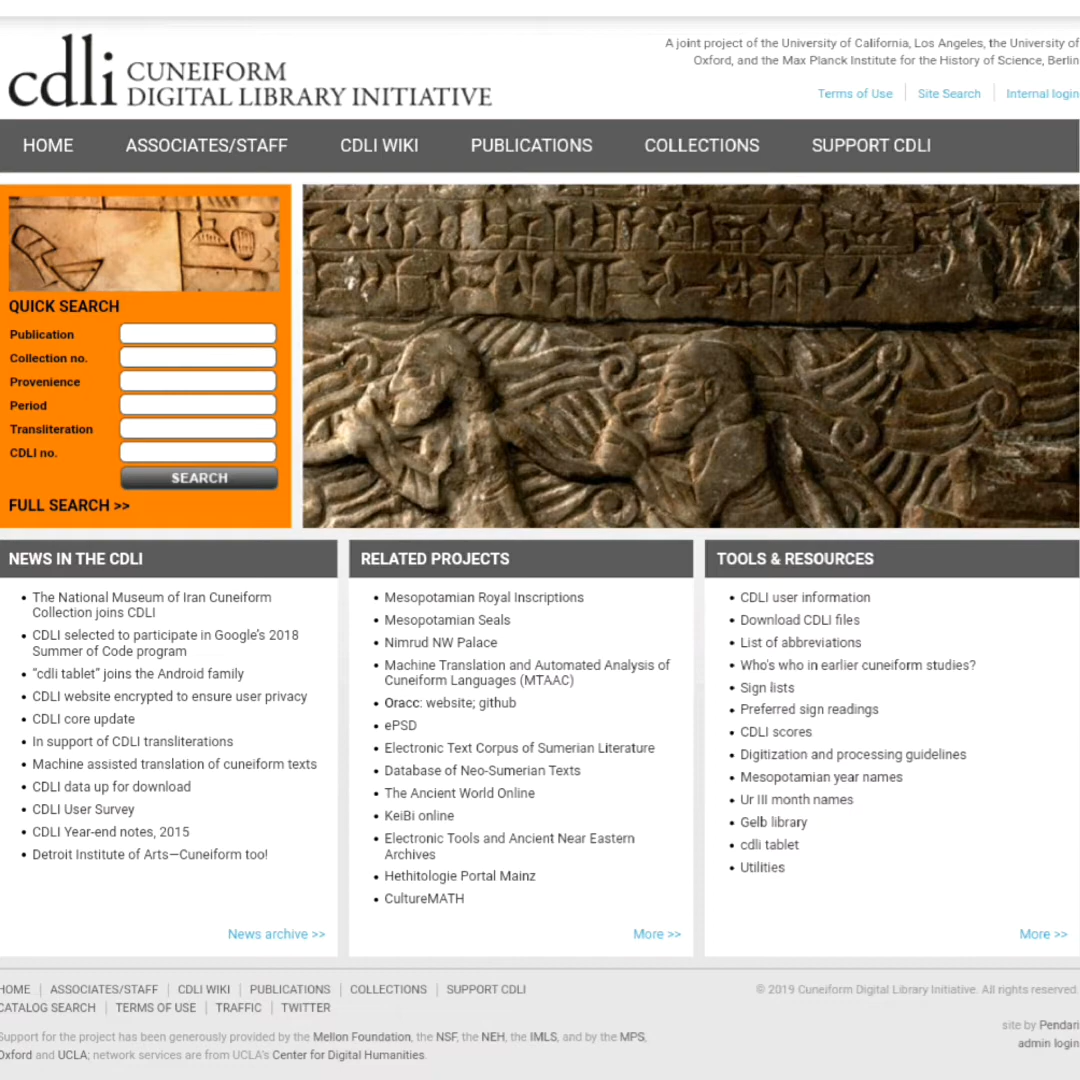 cdli CUNEIFORM
DIGITAL LIBRARY INITIATIVE
A joint project of the University of California, Los Angeles, the University of
Oxford, and the Max Planck Institute for the History of Science, Berlin
Terms of Use | Site Search | Internal login
HOME ASSOCIATES/STAFF CDLI WIKI PUBLICATIONS COLLECTIONS SUPPORT CDLI
QUICK SEARCH
Publication
Collection no.
Provenience
Period
Transliteration
CDLI no.
SEARCH
FULL SEARCH >>
NEWS IN THE CDLI
• The National Museum of Iran Cuneiform
Collection joins CDLI
• CDLI selected to participate in Google's 2018
Summer of Code program
• “cdli tablet” joins the Android family
• CDLI website encrypted to ensure user privacy
• CDLI core update
• In support of CDLI transliterations
• Machine assisted translation of cuneiform texts
• CDLI data up for download
• CDLI User Survey
• CDLI Year-end notes, 2015
• Detroit Institute of Arts—Cuneiform too!
News archive >>
RELATED PROJECTS
• Mesopotamian Royal Inscriptions
• Mesopotamian Seals
• Nimrud NW Palace
• Machine Translation and Automated Analysis of
Cuneiform Languages (MTAAC)
• Oracc: website; github
• ePSD
• Electronic Text Corpus of Sumerian Literature
• Database of Neo-Sumerian Texts
• The Ancient World Online
• KeiBi online
• Electronic Tools and Ancient Near Eastern
Archives
• Hethitologie Portal Mainz
• CultureMATH
More >>
TOOLS & RESOURCES
• CDLI user information
• Download CDLI files
• List of abbreviations
• Who's who in earlier cuneiform studies?
• Sign lists
• Preferred sign readings
• CDLI scores
• Digitization and processing guidelines
• Mesopotamian year names
• Ur III month names
• Gelb library
• cdli tablet
• Utilities
More >>
HOME | ASSOCIATES/STAFF | CDLI WIKI | PUBLICATIONS | COLLECTIONS | SUPPORT CDLI
CATALOG SEARCH | TERMS OF USE | TRAFFIC | TWITTER
Support for the project has been generously provided by the Mellon Foundation, the NSF, the NEH, the IMLS, and by the MPS,
Oxford and UCLA; network services are from UCLA's Center for Digital Humanities.
© 2019 Cuneiform Digital Library Initiative. All rights reserved.
site by Pendari
admin login